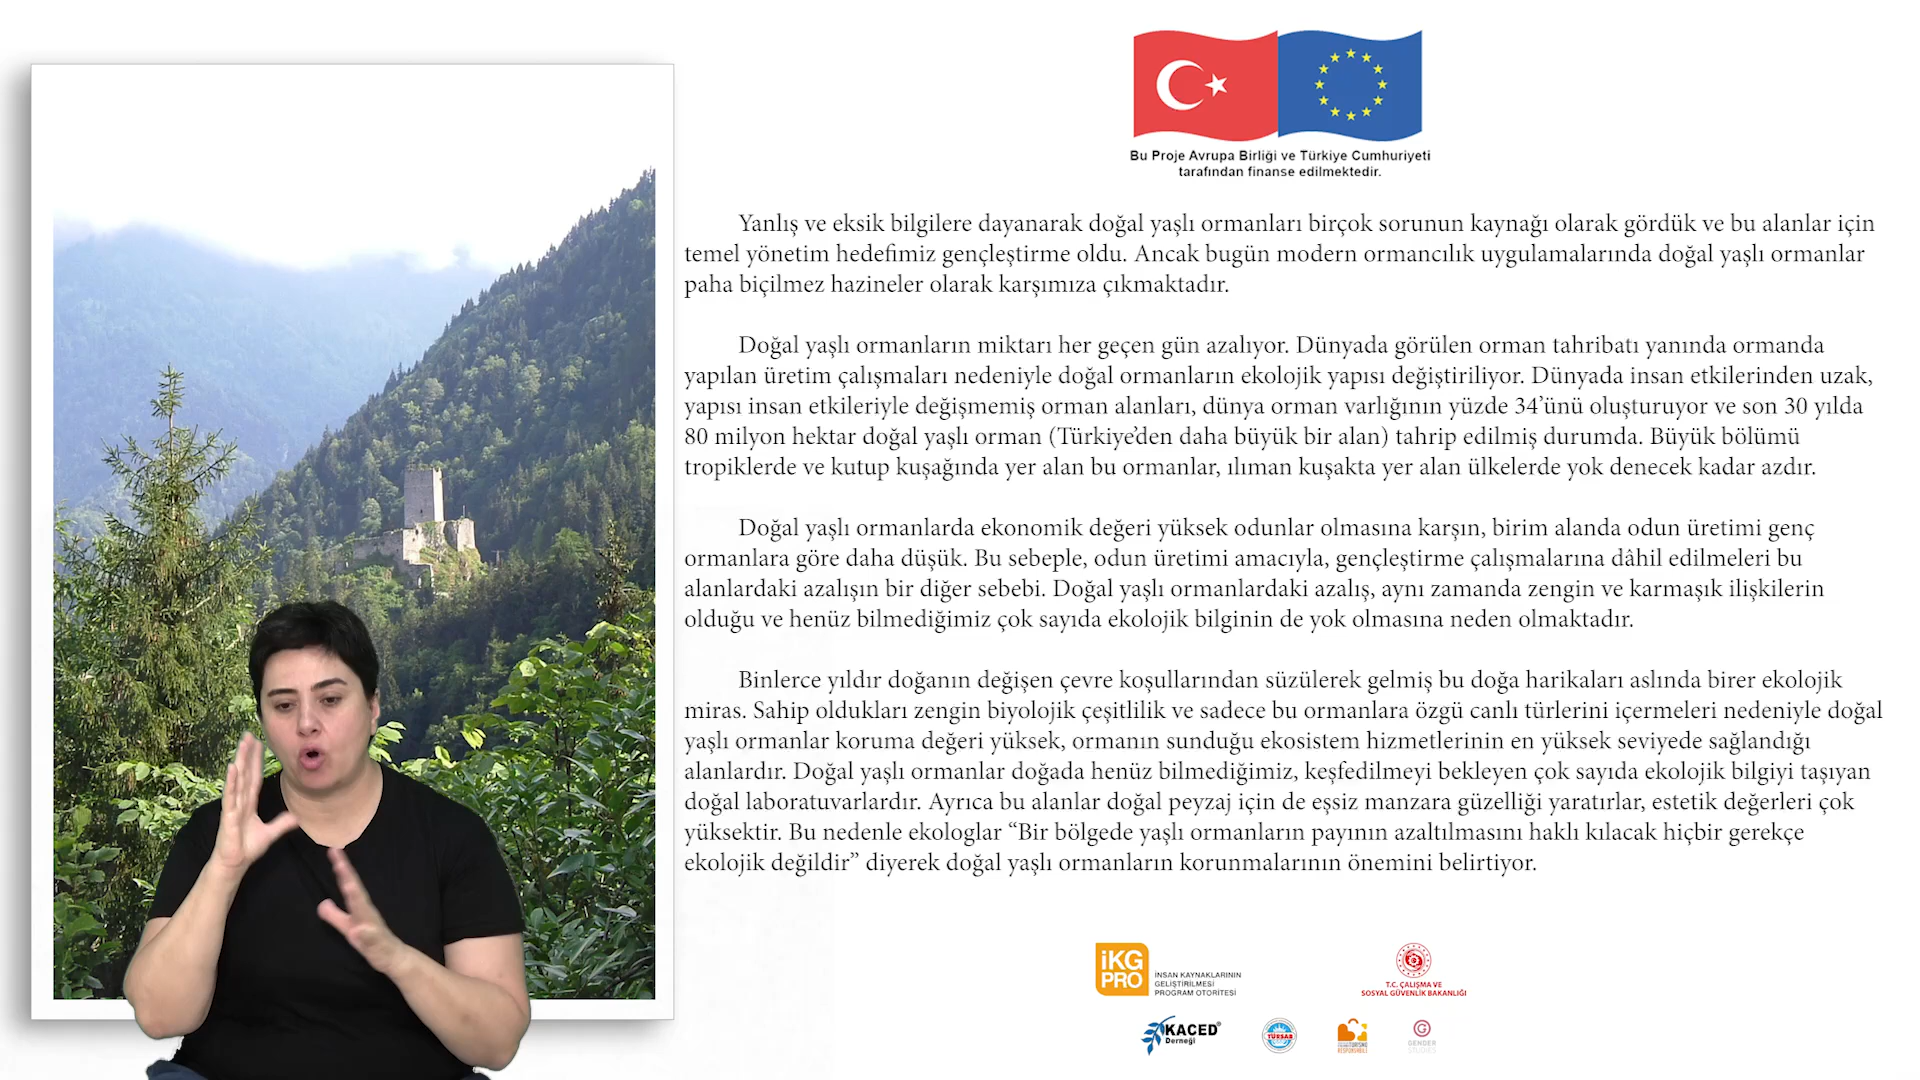 Bu Proje Avrupa Birliği ve Türkiye Cumhuriyeti
tarafından finanse edilmektedir.
Yanlış ve eksik bilgilere dayanarak doğal yaşlı ormanları birçok sorunun kaynağı olarak gördük ve bu alanlar için
temel yönetim hedefimiz gençleştirme oldu. Ancak bugün modern ormancılık uygulamalarında doğal yaşlı ormanlar
paha biçilmez hazineler olarak karşımıza çıkmaktadır.
Doğal yaşlı ormanların miktarı her geçen gün azalıyor. Dünyada görülen orman tahribatı yanında ormanda
yapılan üretim çalışmaları nedeniyle doğal ormanların ekolojik yapısı değiştiriliyor. Dünyada insan etkilerinden uzak,
yapısı insan etkileriyle değişmemiş orman alanları, dünya orman varlığının yüzde 34’ünü oluşturuyor ve son 30 yılda
80 milyon hektar doğal yaşlı orman (Türkiye’den daha büyük bir alan) tahrip edilmiş durumda. Büyük bölümü
tropiklerde ve kutup kuşağında yer alan bu ormanlar, ılıman kuşakta yer alan ülkelerde yok denecek kadar azdır.
Doğal yaşlı ormanlarda ekonomik değeri yüksek odunlar olmasına karşın, birim alanda odun üretimi genç
ormanlara göre daha düşük. Bu sebeple, odun üretimi amacıyla, gençleştirme çalışmalarına dâhil edilmeleri bu
alanlardaki azalışın bir diğer sebebi. Doğal yaşlı ormanlardaki azalış, aynı zamanda zengin ve karmaşık ilişkilerin
olduğu ve henüz bilmediğimiz çok sayıda ekolojik bilginin de yok olmasına neden olmaktadır.
Binlerce yıldır doğanın değişen çevre koşullarından süzülerek gelmiş bu doğa harikaları aslında birer ekolojik
miras. Sahip oldukları zengin biyolojik çeşitlilik ve sadece bu ormanlara özgü canlı türlerini içermeleri nedeniyle doğal
yaşlı ormanlar koruma değeri yüksek, ormanın sunduğu ekosistem hizmetlerinin en yüksek seviyede sağlandığı
alanlardır. Doğal yaşlı ormanlar doğada henüz bilmediğimiz, keşfedilmeyi bekleyen çok sayıda ekolojik bilgiyi taşıyan
doğal laboratuvarlardır. Ayrıca bu alanlar doğal peyzaj için de eşsiz manzara güzelliği yaratırlar, estetik değerleri çok
yüksektir. Bu nedenle ekologlar “Bir bölgede yaşlı ormanların payının azaltılmasını haklı kılacak hiçbir gerekçe
ekolojik değildir” diyerek doğal yaşlı ormanların korunmalarının önemini belirtiyor.
iKG
PRO
İNSAN KAYNAKLARININ
GELİŞTİRİLMESİ
PROGRAM OTORİTESİ
T.C. ÇALIŞMA VE
SOSYAL GÜVENLİK BAKANLIĞI
KACED®
Derneği
TÜRSAB
RESPONSABILE
GENDER
STUDIES